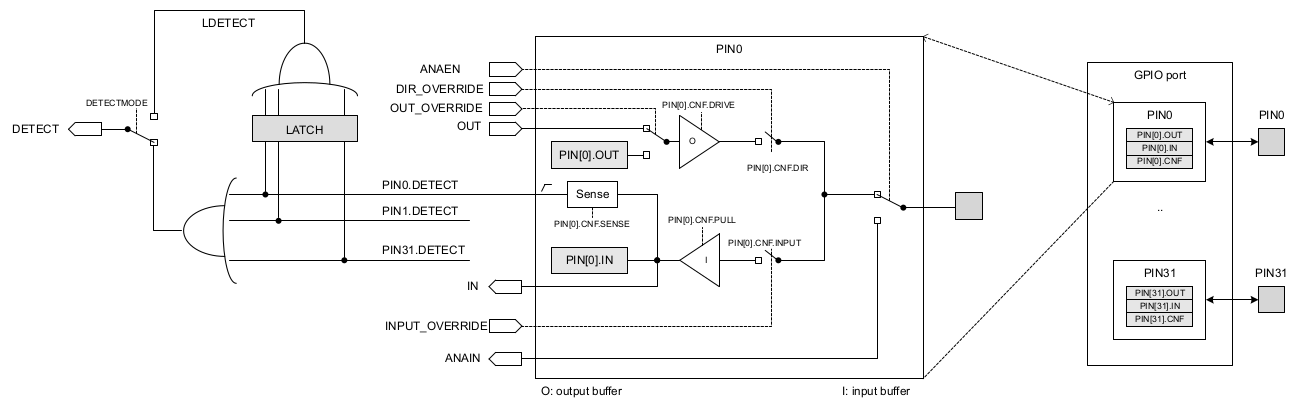 LDETECT
DETECTMODE
DETECT
LATCH
PIN0.DETECT
PIN1.DETECT
PIN31.DETECT
PIN0
ANAEN
DIR_OVERRIDE
OUT_OVERRIDE
OUT
PIN[0].CNF.DRIVE
PIN[0].OUT
O
PIN[0].CNF.DIR
Sense
PIN[0].CNF.SENSE
PIN[0].CNF.PULL
PIN[0].CNF.INPUT
PIN[0].IN
I
IN
INPUT_OVERRIDE
ANAIN
O: output buffer
I: input buffer
GPIO port
PIN0
PIN[0].OUT
PIN[0].IN
PIN[0].CNF
PIN0
..
PIN31
PIN[31].OUT
PIN[31].IN
PIN[31].CNF
PIN31